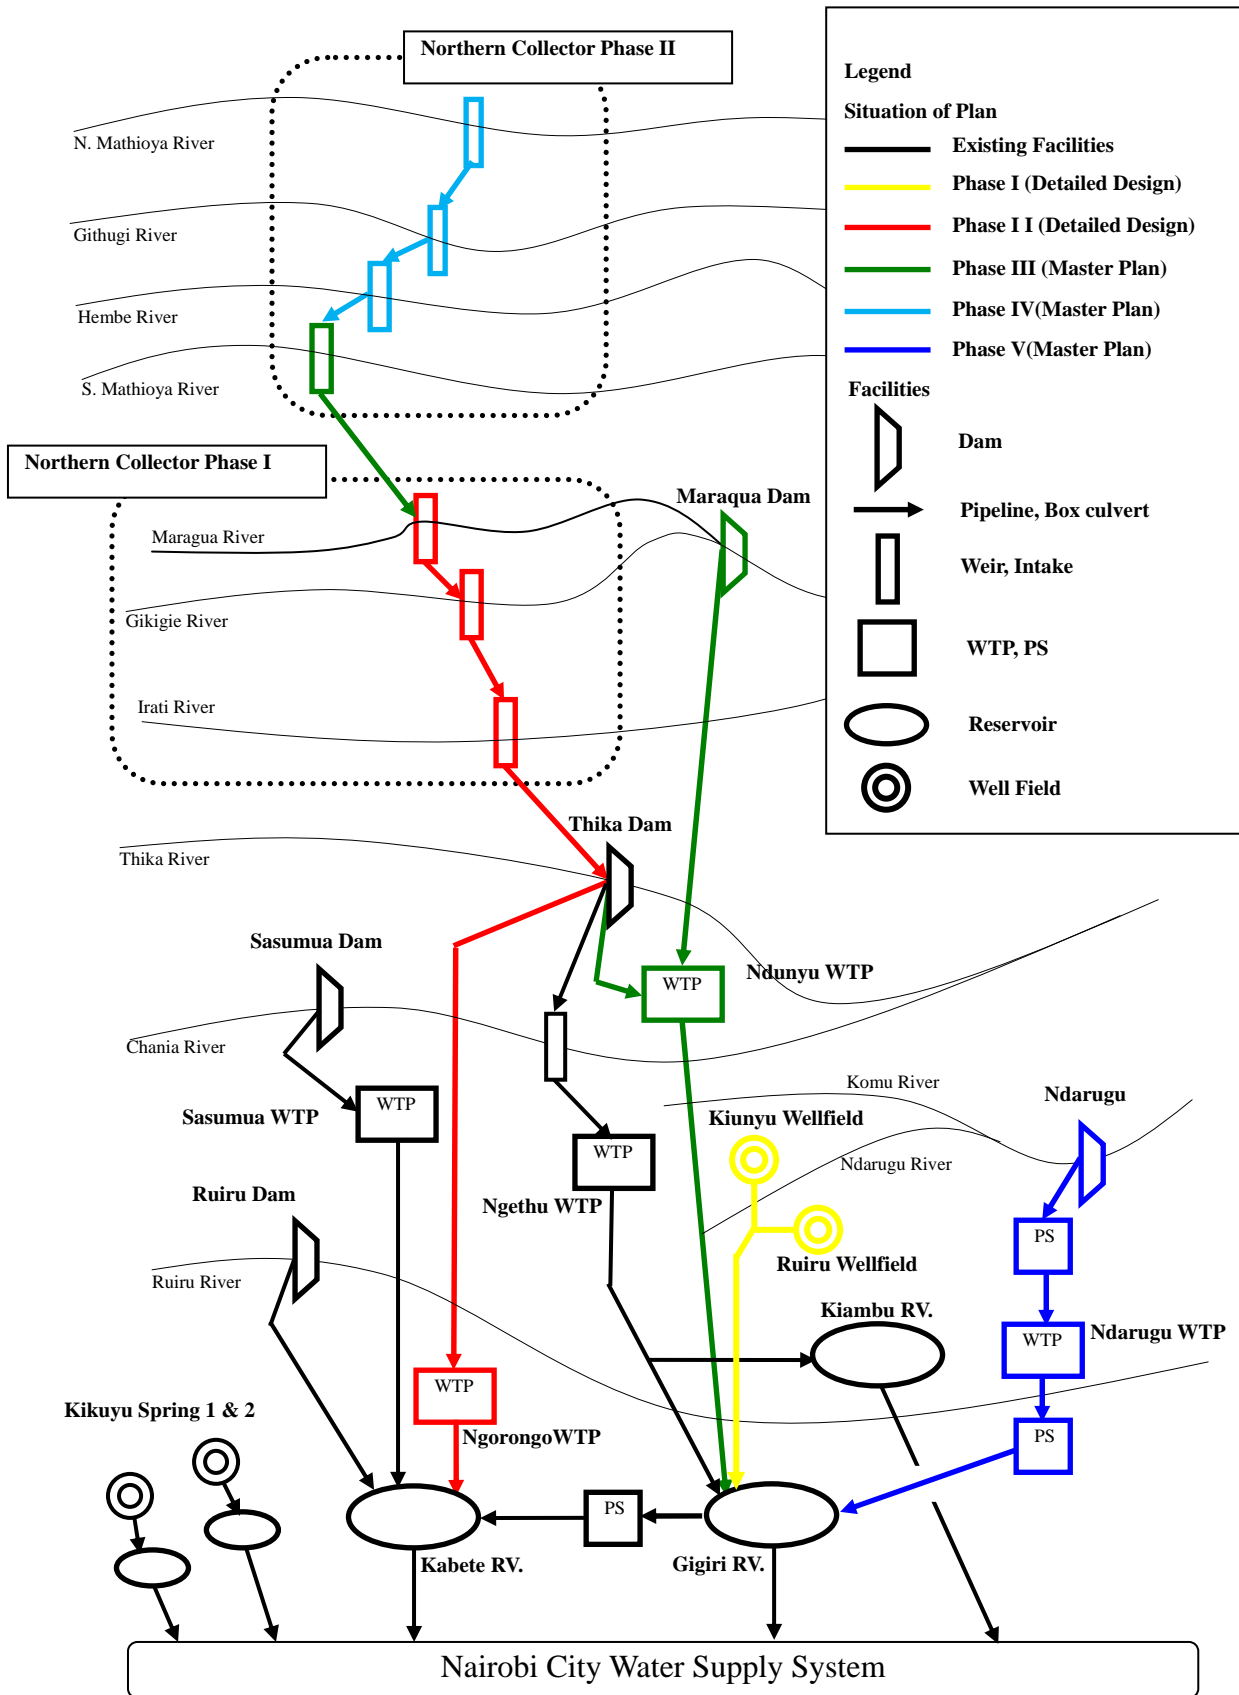 Northern Collector Phase II
Legend
Situation of Plan
Existing Facilities
Phase I (Detailed Design)
Phase I I (Detailed Design)
Phase III (Master Plan)
Phase IV(Master Plan)
Phase V(Master Plan)
Facilities
Dam
Pipeline, Box culvert
Weir, Intake
WTP, PS
Reservoir
Well Field
N. Mathioya River
Githugi River
Hembe River
S. Mathioya River
Northern Collector Phase I
Maraqua Dam
Maragua River
Gikigie River
Irati River
Thika Dam
Thika River
Sasumua Dam
Ndunyu WTP
WTP
Chania River
Komu River
Ndarugu
WTP
Sasumua WTP
Kiunyu Wellfield
WTP
Ndarugu River
Ruiru Dam
Ngethu WTP
PS
Ruiru Wellfield
Ruiru River
Kiambu RV.
WTP
Ndarugu WTP
WTP
Kikuyu Spring 1 & 2
NgorongoWTP
PS
PS
Kabete RV.
Gigiri RV.
Nairobi City Water Supply System